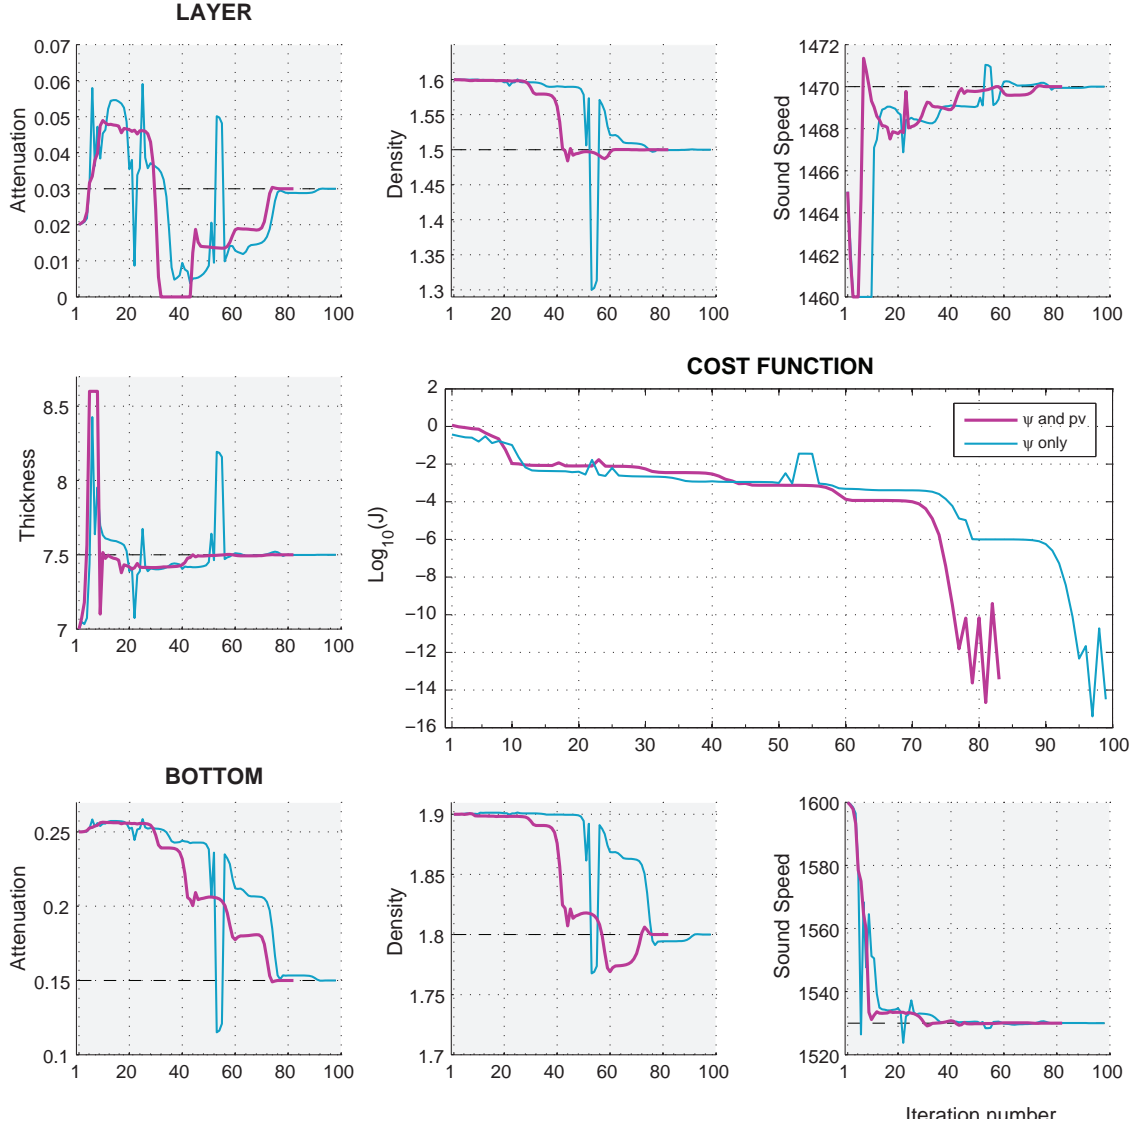 LAYER
0.07
0.06
0.05
0.04
0.03
0.02
0.01
0
Attenuation
1 20 40 60 80 100
1.6
1.55
1.5
1.45
1.4
1.35
1.3
Density
1 20 40 60 80 100
1472
1470
1468
1466
1464
1462
1460
Sound Speed
1 20 40 60 80 100
8.5
8
7.5
7
Thickness
1 20 40 60 80 100
COST FUNCTION
2
0
−2
−4
−6
−8
−10
−12
−14
−16
Log10(J)
ψ and pv
ψ only
1 10 20 30 40 50 60 70 80 90 100
BOTTOM
0.25
0.2
0.15
0.1
Attenuation
1 20 40 60 80 100
1.9
1.85
1.8
1.75
1.7
Density
1 20 40 60 80 100
1600
1580
1560
1540
1520
Sound Speed
1 20 40 60 80 100
Iteration number